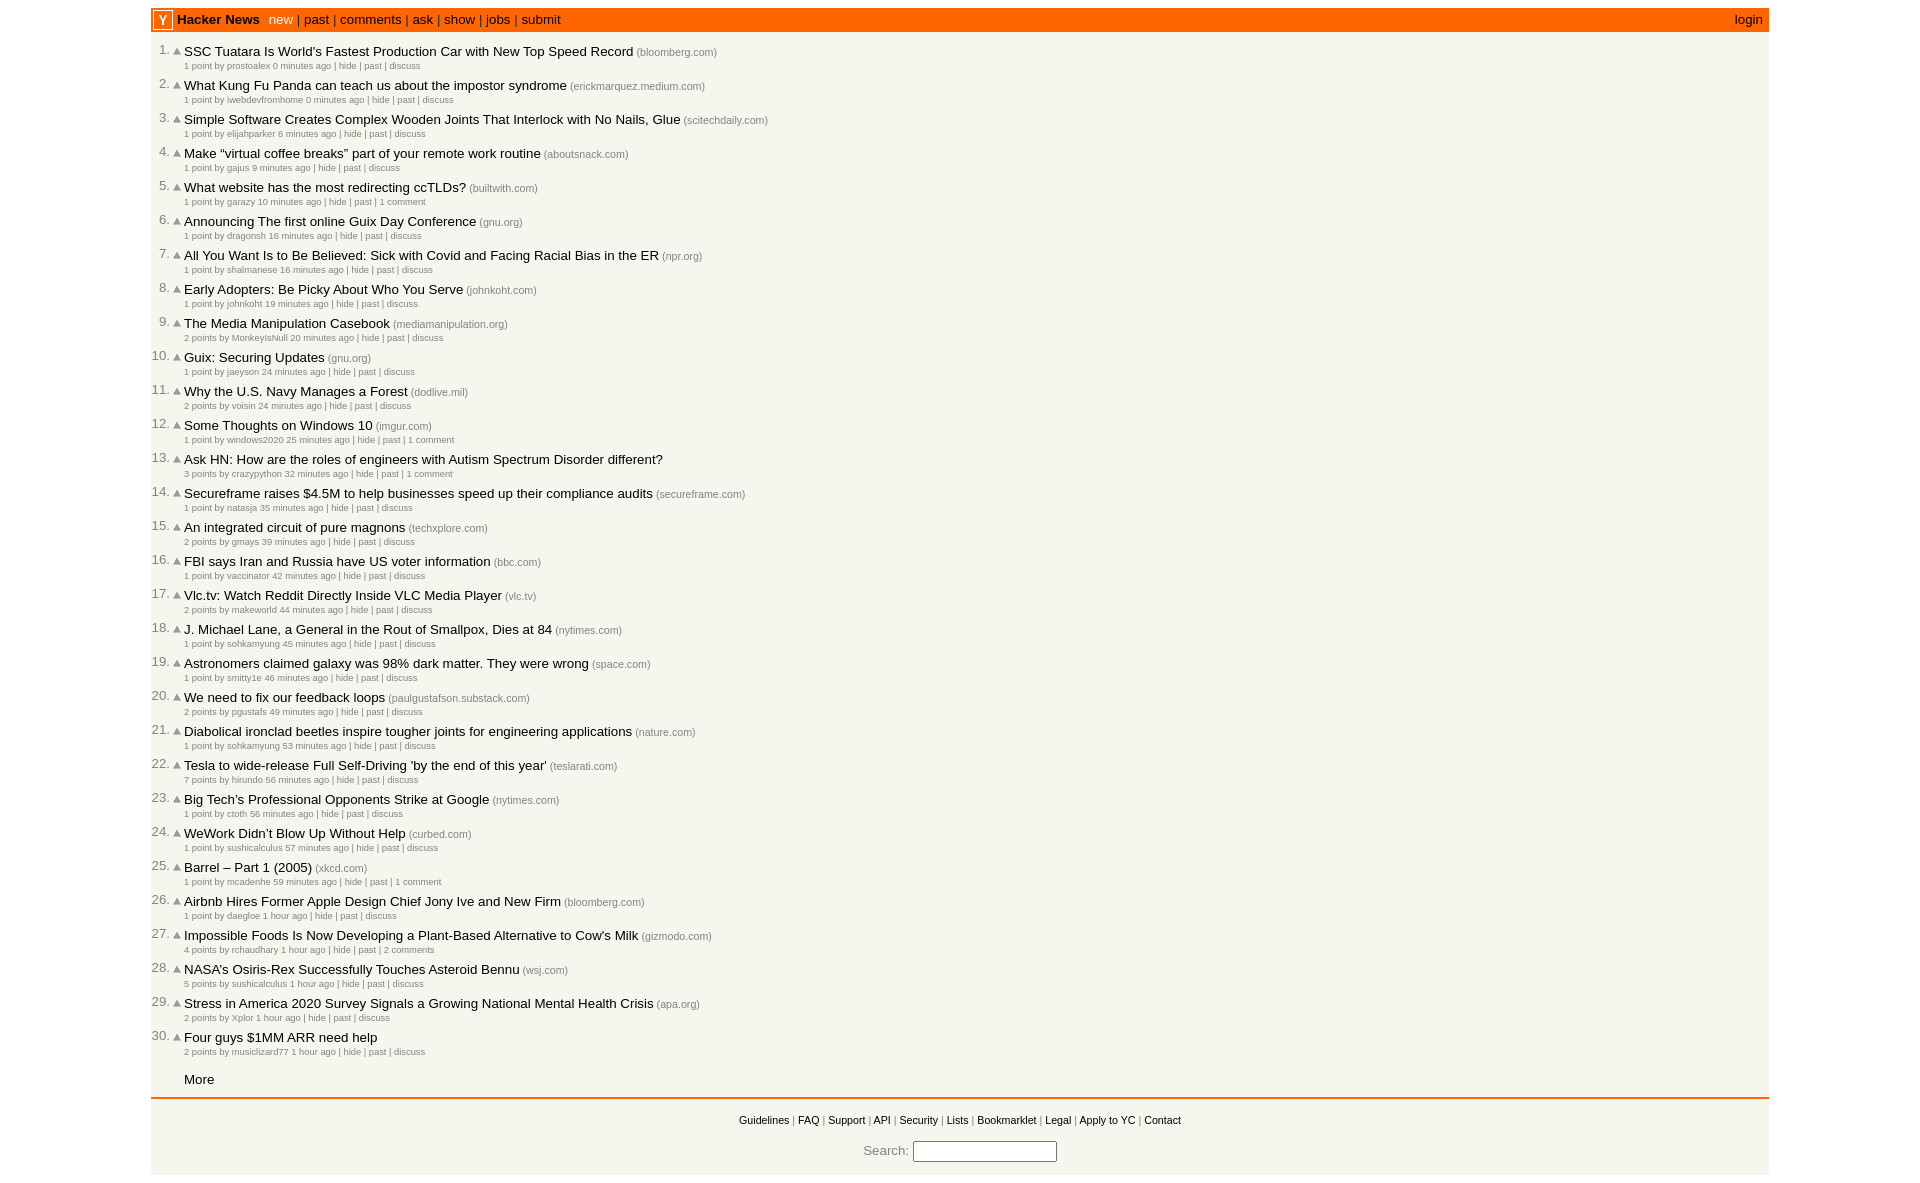 Y Hacker News new | past | comments | ask | show | jobs | submit login
1. SSC Tuatara Is World's Fastest Production Car with New Top Speed Record (bloomberg.com)
1 point by prostoalex 0 minutes ago | hide | past | discuss
2. What Kung Fu Panda can teach us about the impostor syndrome (erickmarquez.medium.com)
1 point by iwebdevfromhome 0 minutes ago | hide | past | discuss
3. Simple Software Creates Complex Wooden Joints That Interlock with No Nails, Glue (scitechdaily.com)
1 point by elijahparker 6 minutes ago | hide | past | discuss
4. Make “virtual coffee breaks” part of your remote work routine (aboutsnack.com)
1 point by gajus 9 minutes ago | hide | past | discuss
5. What website has the most redirecting ccTLDs? (builtwith.com)
1 point by garazy 10 minutes ago | hide | past | 1 comment
6. Announcing The first online Guix Day Conference (gnu.org)
1 point by dragonsh 16 minutes ago | hide | past | discuss
7. All You Want Is to Be Believed: Sick with Covid and Facing Racial Bias in the ER (npr.org)
1 point by shalmanese 16 minutes ago | hide | past | discuss
8. Early Adopters: Be Picky About Who You Serve (johnkoht.com)
1 point by johnkoht 19 minutes ago | hide | past | discuss
9. The Media Manipulation Casebook (mediamanipulation.org)
2 points by MonkeyIsNull 20 minutes ago | hide | past | discuss
10. Guix: Securing Updates (gnu.org)
1 point by jaeyson 24 minutes ago | hide | past | discuss
11. Why the U.S. Navy Manages a Forest (dodlive.mil)
2 points by voisin 24 minutes ago | hide | past | discuss
12. Some Thoughts on Windows 10 (imgur.com)
1 point by windows2020 25 minutes ago | hide | past | 1 comment
13. Ask HN: How are the roles of engineers with Autism Spectrum Disorder different?
3 points by crazypython 32 minutes ago | hide | past | 1 comment
14. Secureframe raises $4.5M to help businesses speed up their compliance audits (secureframe.com)
1 point by natasja 35 minutes ago | hide | past | discuss
15. An integrated circuit of pure magnons (techxplore.com)
2 points by gmays 39 minutes ago | hide | past | discuss
16. FBI says Iran and Russia have US voter information (bbc.com)
1 point by vaccinator 42 minutes ago | hide | past | discuss
17. Vlc.tv: Watch Reddit Directly Inside VLC Media Player (vlc.tv)
2 points by makeworld 44 minutes ago | hide | past | discuss
18. J. Michael Lane, a General in the Rout of Smallpox, Dies at 84 (nytimes.com)
1 point by sohkamyung 45 minutes ago | hide | past | discuss
19. Astronomers claimed galaxy was 98% dark matter. They were wrong (space.com)
1 point by smitty1e 46 minutes ago | hide | past | discuss
20. We need to fix our feedback loops (paulgustafson.substack.com)
2 points by pgustafs 49 minutes ago | hide | past | discuss
21. Diabolical ironclad beetles inspire tougher joints for engineering applications (nature.com)
1 point by sohkamyung 53 minutes ago | hide | past | discuss
22. Tesla to wide-release Full Self-Driving 'by the end of this year' (teslarati.com)
7 points by hirundo 56 minutes ago | hide | past | discuss
23. Big Tech’s Professional Opponents Strike at Google (nytimes.com)
1 point by ctoth 56 minutes ago | hide | past | discuss
24. WeWork Didn’t Blow Up Without Help (curbed.com)
1 point by sushicalculus 57 minutes ago | hide | past | discuss
25. Barrel – Part 1 (2005) (xkcd.com)
1 point by mcadenhe 59 minutes ago | hide | past | 1 comment
26. Airbnb Hires Former Apple Design Chief Jony Ive and New Firm (bloomberg.com)
1 point by daegloe 1 hour ago | hide | past | discuss
27. Impossible Foods Is Now Developing a Plant-Based Alternative to Cow's Milk (gizmodo.com)
4 points by rchaudhary 1 hour ago | hide | past | 2 comments
28. NASA’s Osiris-Rex Successfully Touches Asteroid Bennu (wsj.com)
5 points by sushicalculus 1 hour ago | hide | past | discuss
29. Stress in America 2020 Survey Signals a Growing National Mental Health Crisis (apa.org)
2 points by Xplor 1 hour ago | hide | past | discuss
30. Four guys $1MM ARR need help
2 points by musiclizard77 1 hour ago | hide | past | discuss
More
Guidelines | FAQ | Support | API | Security | Lists | Bookmarklet | Legal | Apply to YC | Contact
Search: